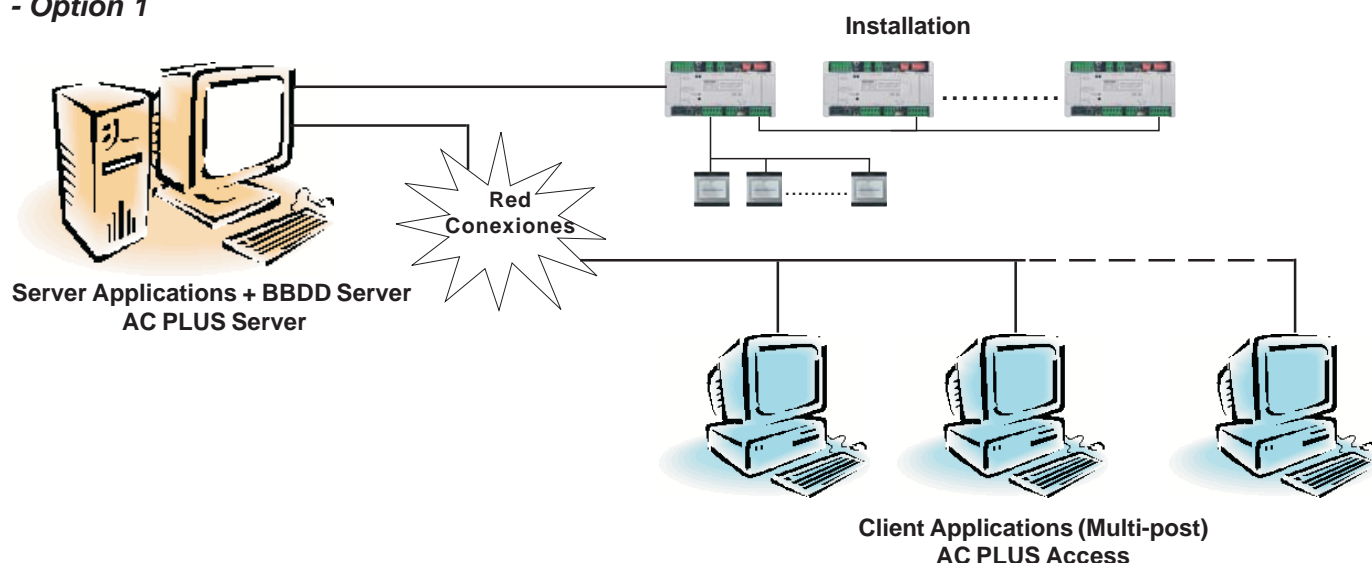 - Option 1
Installation
Red
Conexiones
Server Applications + BBDD Server
AC PLUS Server
Client Applications (Multi-post)
AC PLUS Access